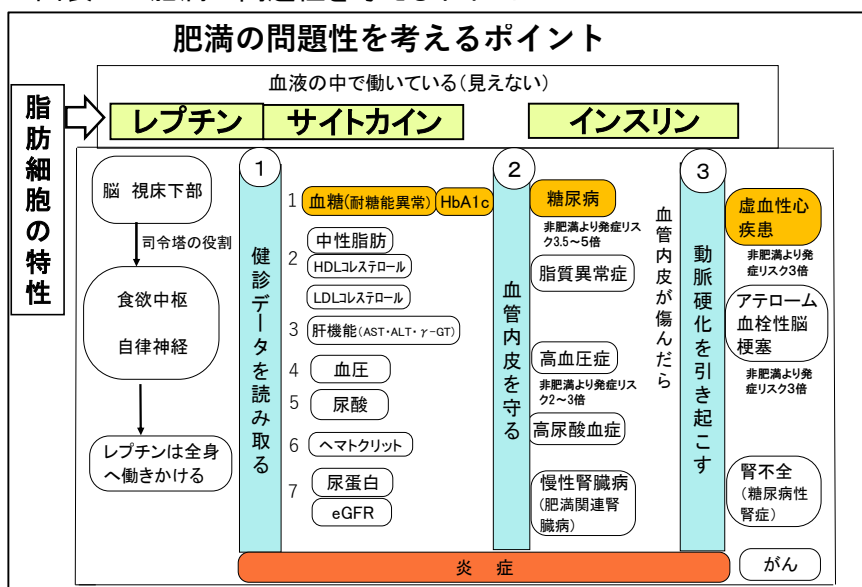 肥満の問題性を考えるポイント
血液の中で働いている(見えない)
脂肪細胞の特性
レプチン
サイトカイン
インスリン
脳 視床下部
司令塔の役割
食欲中枢
自律神経
レプチンは全身
へ働きかける
1
健診データを読み取る
1 血糖(耐糖能異常) HbA1c
2 中性脂肪
HDLコレステロール
LDLコレステロール
3 肝機能(AST・ALT・γ-GT)
4 血圧
5 尿酸
6 ヘマトクリット
7 尿蛋白
eGFR
2
血管内皮を守る
糖尿病
非肥満より発症リス
ク3.5~5倍
脂質異常症
高血圧症
非肥満より発症リス
ク2~3倍
高尿酸血症
慢性腎臓病
(肥満関連腎
臓病)
血管内皮が傷んだら
3
動脈硬化を引き起こす
虚血性心
疾患
非肥満より発
症リスク3倍
アテローム
血栓性脳
梗塞
非肥満より発
症リスク3倍
腎不全
(糖尿病性
腎症)
がん
炎 症